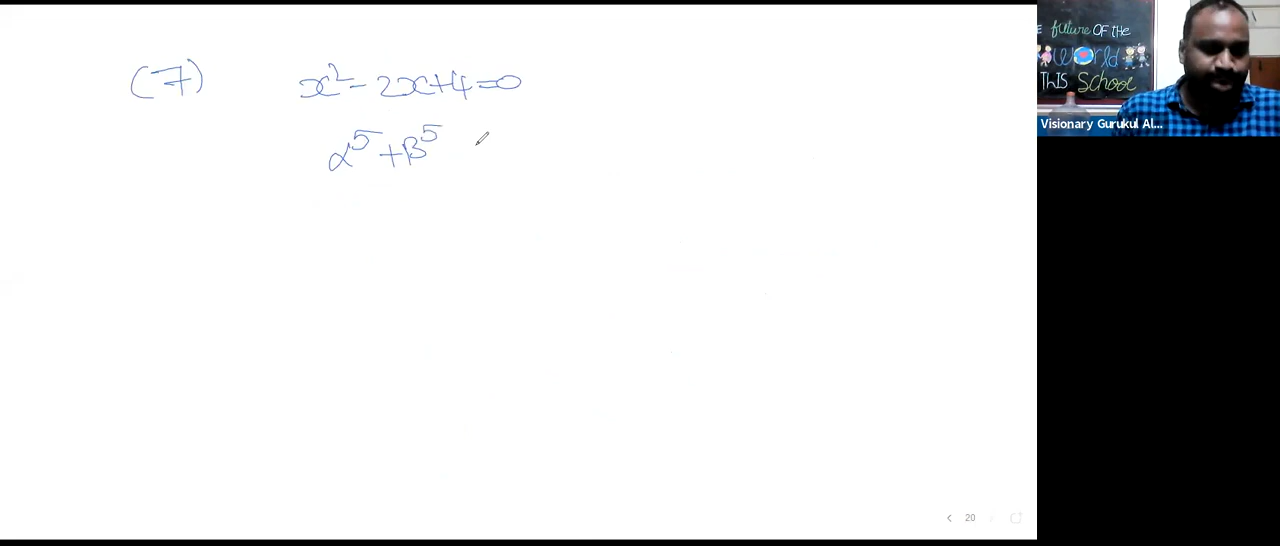 (7) x² - 2x+4=0
α⁵ + β⁵
E future OF tHe
World
THIS SCHOOL
Visionary Gurukul Al...
20